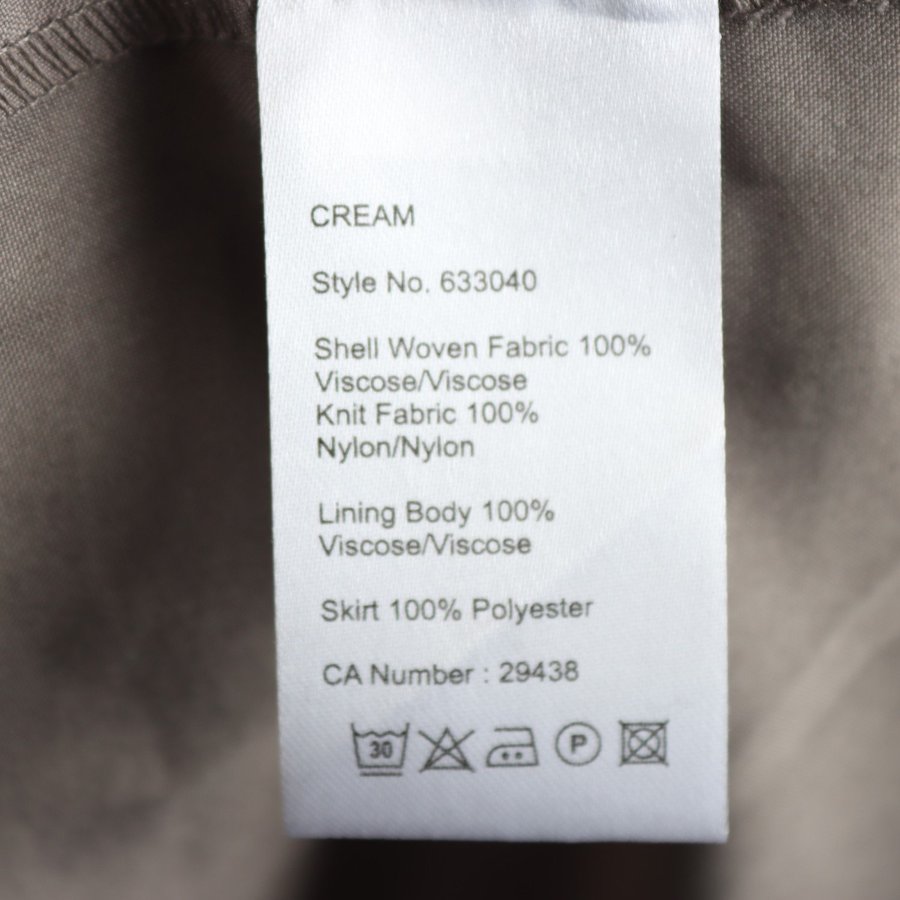 CREAM
Style No. 633040
Shell Woven Fabric 100%
Viscose/Viscose
Knit Fabric 100%
Nylon/Nylon
Lining Body 100%
Viscose/Viscose
Skirt 100% Polyester
CA Number : 29438
30 P